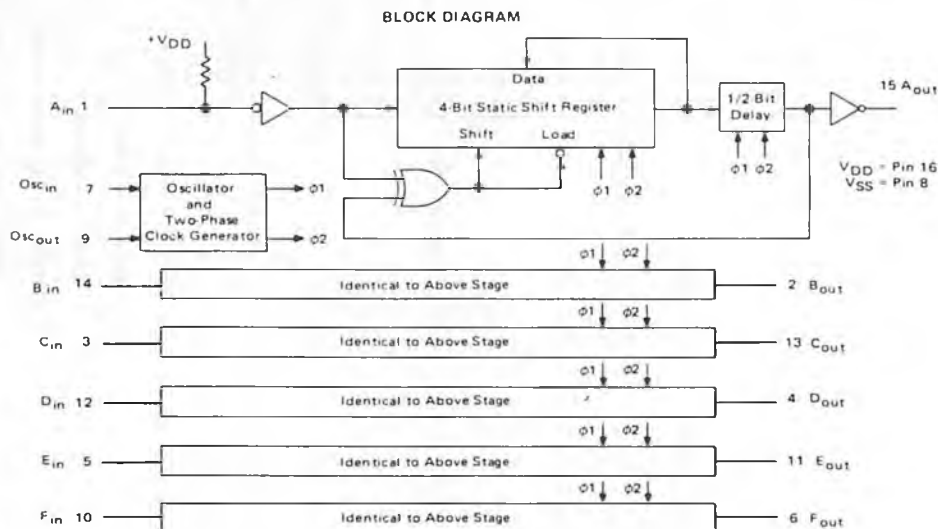 BLOCK DIAGRAM
+VDD
Data
4-Bit Static Shift Register
Shift Load
Ain 1
1/2-Bit
Delay
15 Aout
φ1 φ2
φ1 φ2
VDD = Pin 16
VSS = Pin 8
Oscin 7
Oscout 9
Oscillator
and
Two-Phase
Clock Generator
φ1
φ2
φ1 φ2
Bin 14 Identical to Above Stage 2 Bout
φ1 φ2
Cin 3 Identical to Above Stage 13 Cout
φ1 φ2
Din 12 Identical to Above Stage 4 Dout
φ1 φ2
Ein 5 Identical to Above Stage 11 Eout
φ1 φ2
Fin 10 Identical to Above Stage 6 Fout